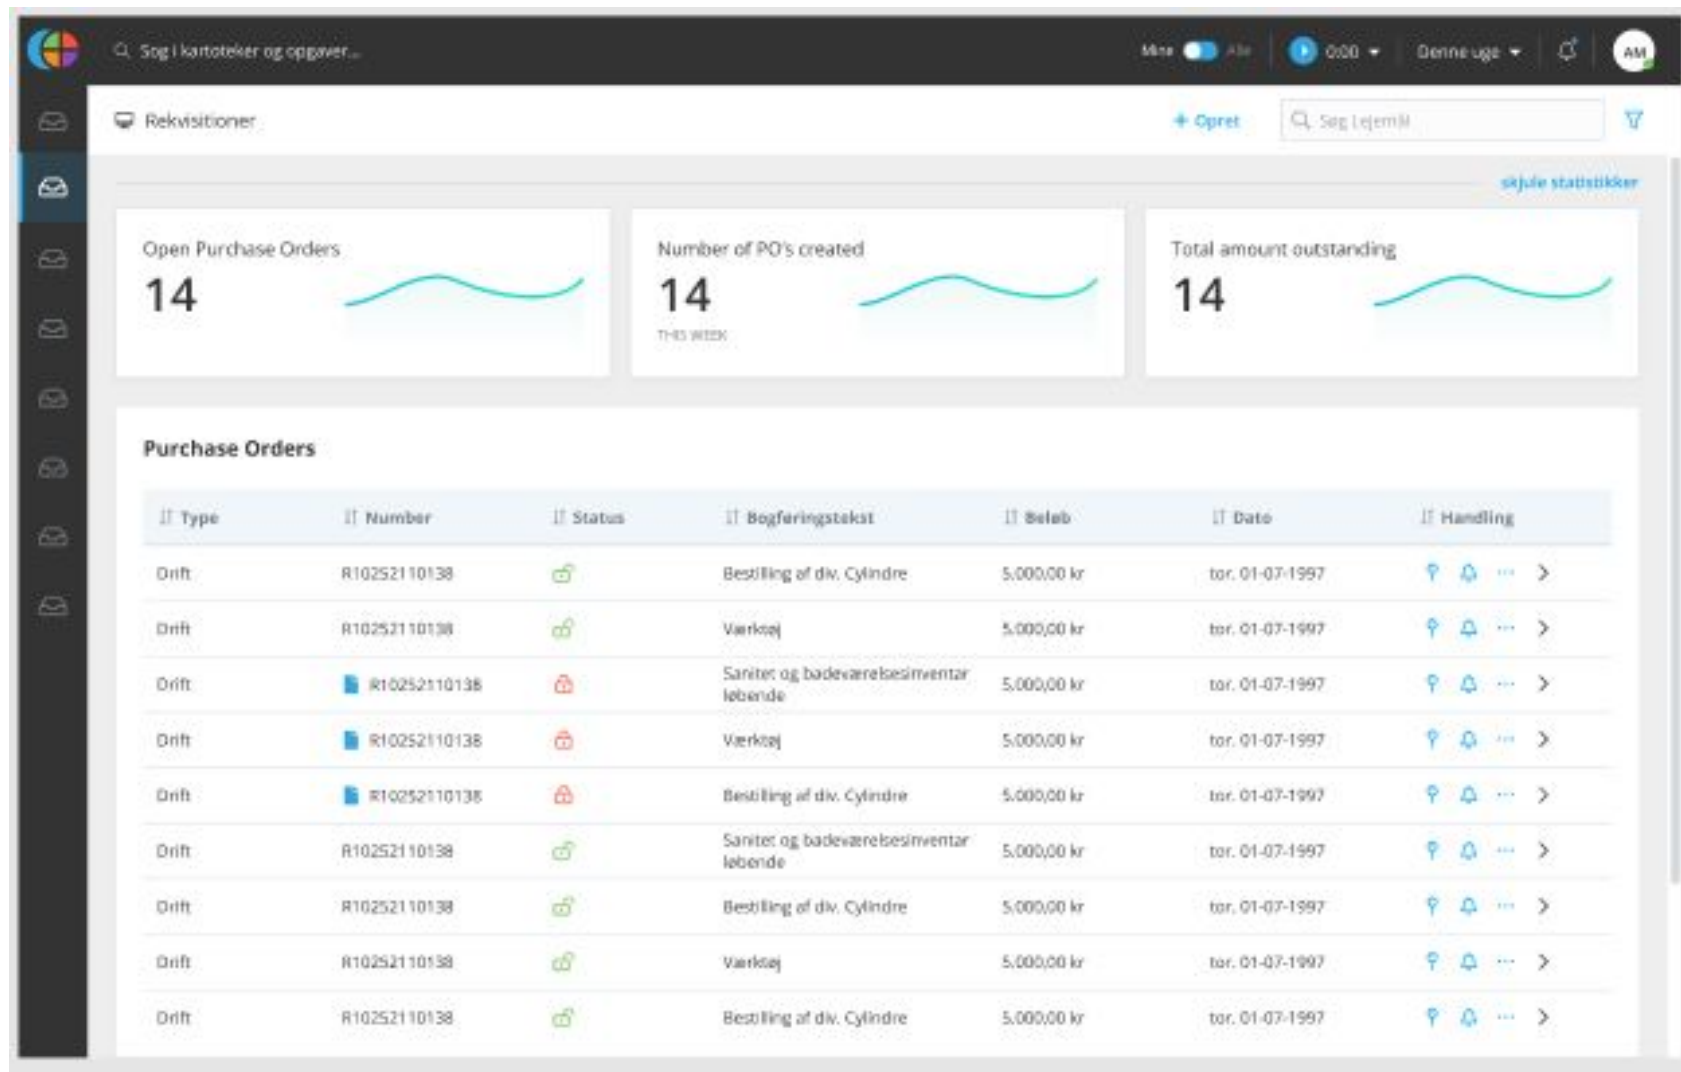 Søg i kartoteker og opgaver...
Mine Alle 0:00 Denne uge AM
Rekvisitioner + Opret Søg Lejemål
skjule statistikker
Open Purchase Orders
14
Number of PO's created
14
THIS WEEK
Total amount outstanding
14
Purchase Orders
Type Number Status Bogføringstekst Beløb Dato Handling
Drift R10252110138 Bestilling af div. Cylindre 5.000,00 kr tor. 01-07-1997
Drift R10252110138 Værktøj 5.000,00 kr tor. 01-07-1997
Drift R10252110138 Sanitet og badeværelsesinventar 5.000,00 kr tor. 01-07-1997
løbende
Drift R10252110138 Værktøj 5.000,00 kr tor. 01-07-1997
Drift R10252110138 Bestilling af div. Cylindre 5.000,00 kr tor. 01-07-1997
Drift R10252110138 Sanitet og badeværelsesinventar 5.000,00 kr tor. 01-07-1997
løbende
Drift R10252110138 Bestilling af div. Cylindre 5.000,00 kr tor. 01-07-1997
Drift R10252110138 Værktøj 5.000,00 kr tor. 01-07-1997
Drift R10252110138 Bestilling af div. Cylindre 5.000,00 kr tor. 01-07-1997